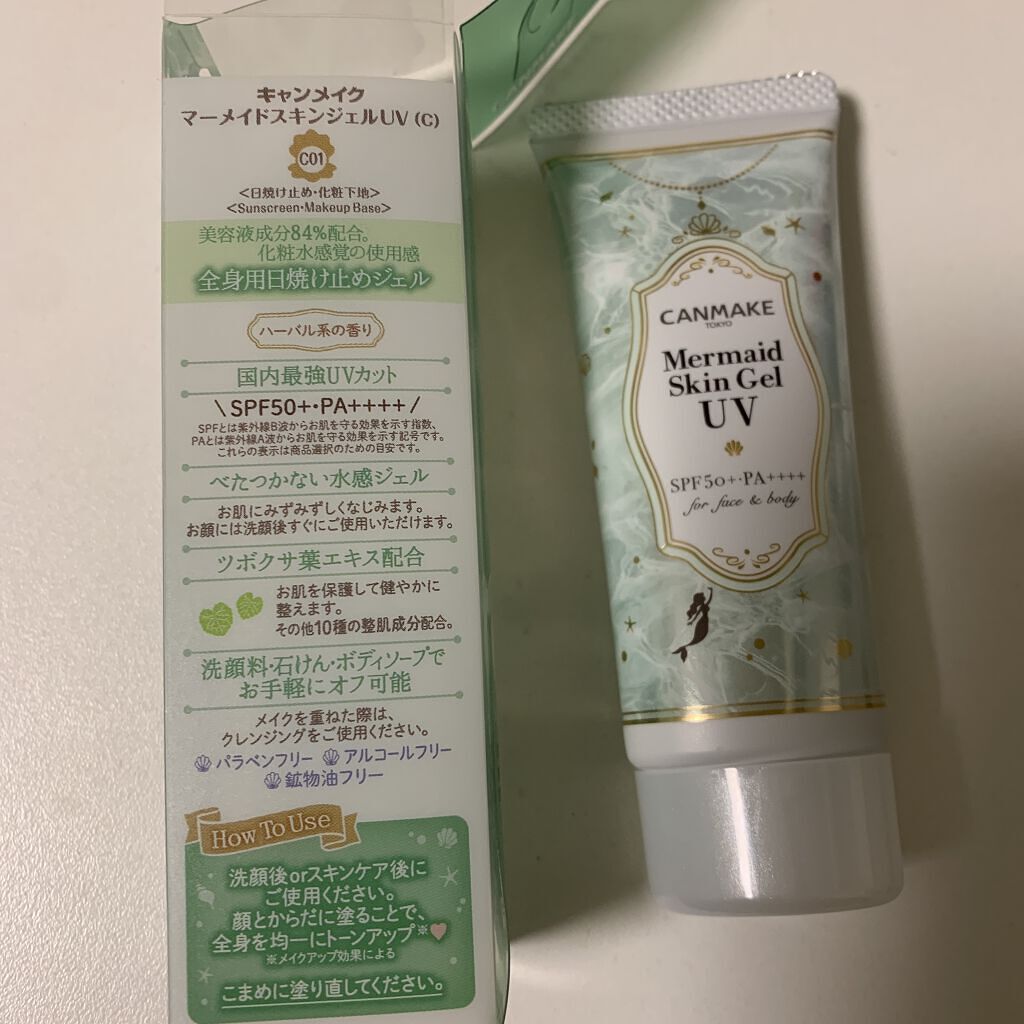 キャンメイク
マーメイドスキンジェルUV (C)
C01
<日焼け止め・化粧下地>
<Sunscreen・Makeup Base>
美容液成分84%配合。
化粧水感覚の使用感
全身用日焼け止めジェル
ハーバル系の香り
国内最強UVカット
\ SPF50+・PA++++ /
SPFとは紫外線B波からお肌を守る効果を示す指数、
PAとは紫外線A波からお肌を守る効果を示す記号です。
これらの表示は商品選択のための目安です。
べたつかない水感ジェル
お肌にみずみずしくなじみます。
お顔には洗顔後すぐにご使用いただけます。
ツボクサ葉エキス配合
お肌を保護して健やかに
整えます。
その他10種の整肌成分配合。
洗顔料・石けん・ボディソープで
お手軽にオフ可能
メイクを重ねた際は、
クレンジングをご使用ください。
パラベンフリー アルコールフリー
鉱物油フリー
How To Use
洗顔後orスキンケア後に
ご使用ください。
顔とからだに塗ることで、
全身を均一にトーンアップ※
※メイクアップ効果による
こまめに塗り直してください。
CANMAKE
TOKYO
Mermaid
Skin Gel
UV
SPF50+・PA++++
for face & body